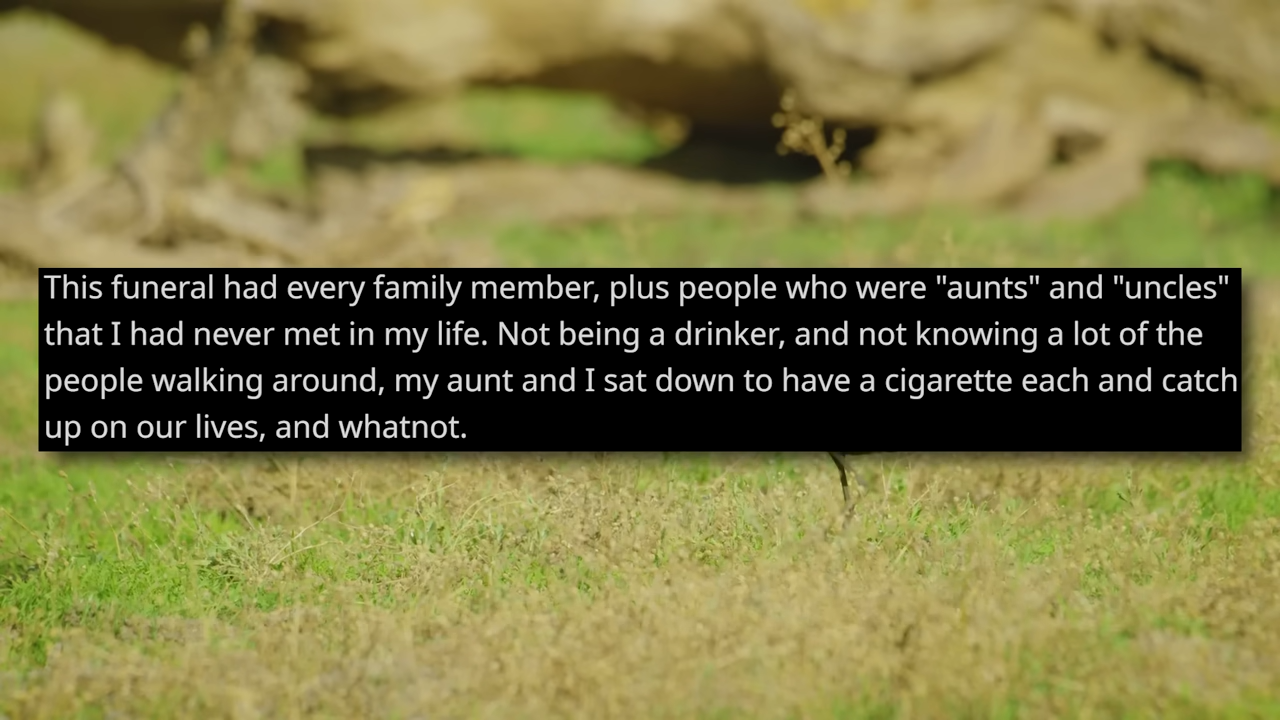 This funeral had every family member, plus people who were "aunts" and "uncles"
that I had never met in my life. Not being a drinker, and not knowing a lot of the
people walking around, my aunt and I sat down to have a cigarette each and catch
up on our lives, and whatnot.